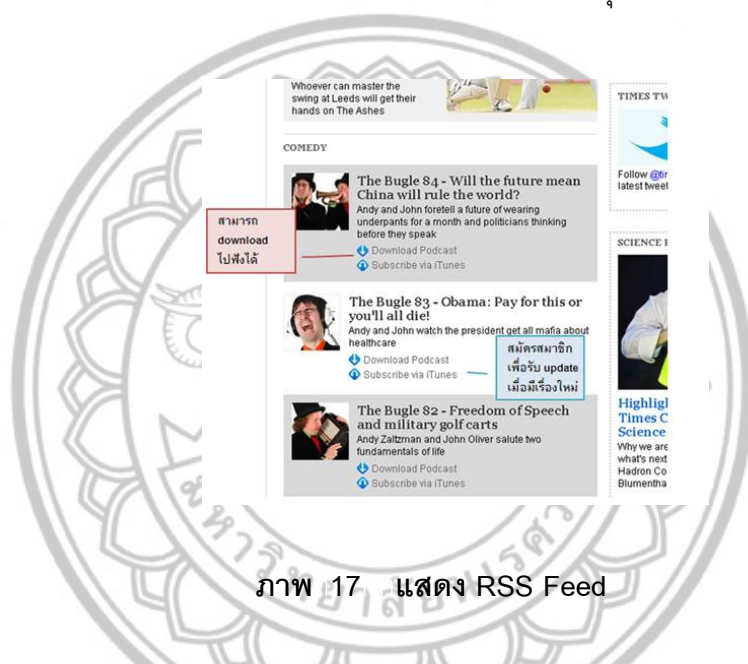 Whoever can master the
swing at Leeds will get their
hands on The Ashes
COMEDY
The Bugle 84 - Will the future mean
China will rule the world?
Andy and John foretell a future of wearing
underpants for a month and politicians thinking
before they speak
Download Podcast
Subscribe via iTunes
สามารถ
download
ไปฟังได้
The Bugle 83 - Obama: Pay for this or
you'll all die!
Andy and John watch the president get all mafia about
healthcare
Download Podcast
Subscribe via iTunes
สมัครสมาชิก
เพื่อรับ update
เมื่อมีเรื่องใหม่
The Bugle 82 - Freedom of Speech
and military golf carts
Andy Zaltzman and John Oliver salute two
fundamentals of life
Download Podcast
Subscribe via iTunes
TIMES TW
Follow @tir
latest tweet
SCIENCE
Highligh
Times C
Science
Why we are
what's next
Hadron Co
Blumentha
ภาพ 17 แสดง RSS Feed